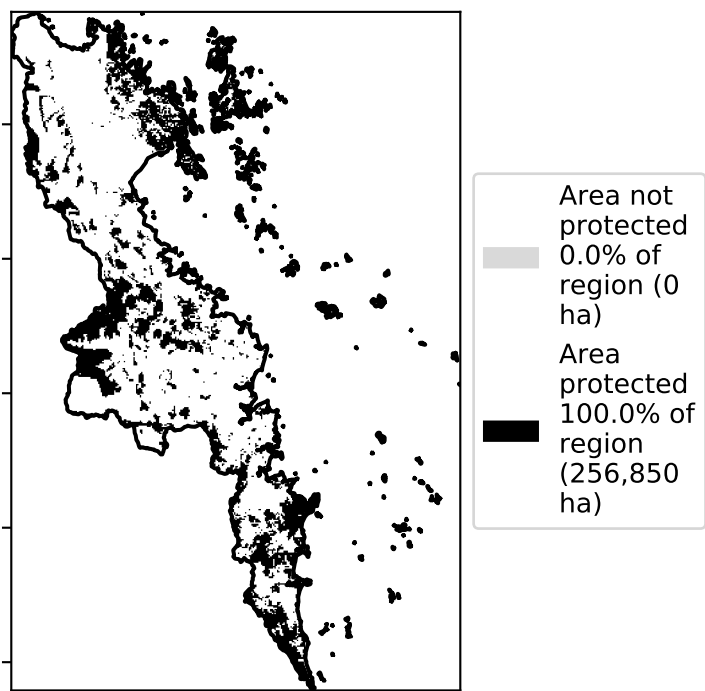 Area not
protected
0.0% of
region (0
ha)
Area
protected
100.0% of
region
(256,850
ha)